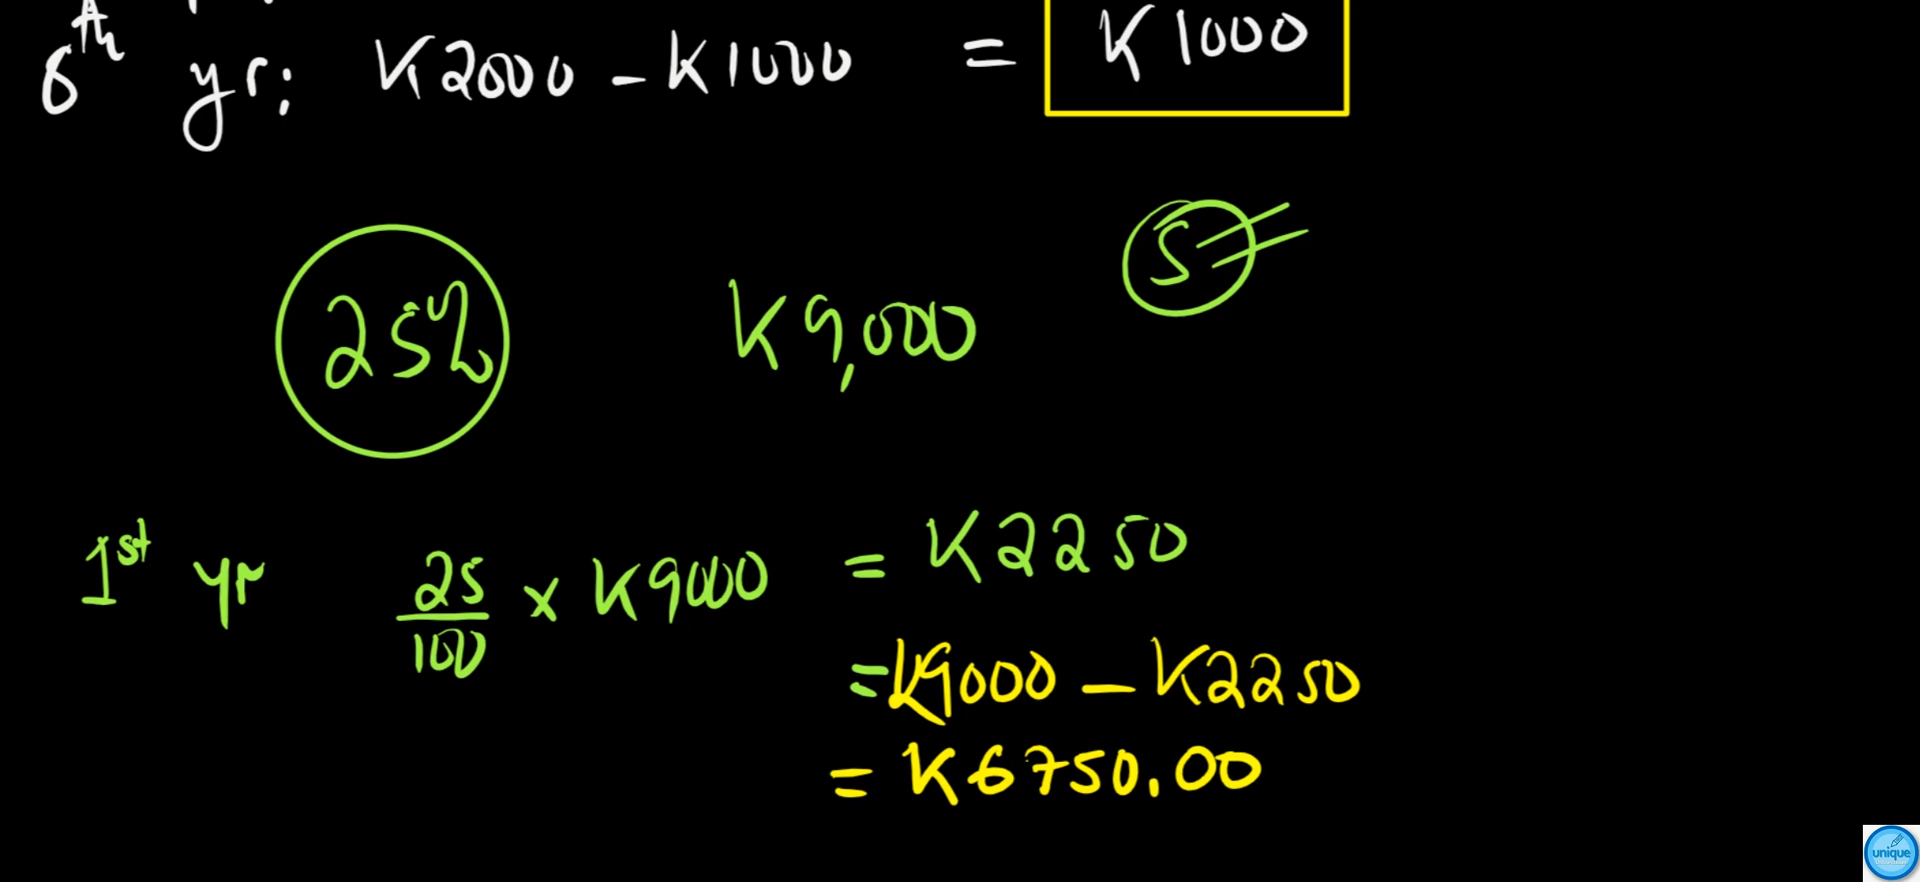 8th yr: K2000 - K1000 = K1000
5
25% K9,000
1st yr 25/100 x K9000 = K2250
= K9000 - K2250
= K6750.00
unique